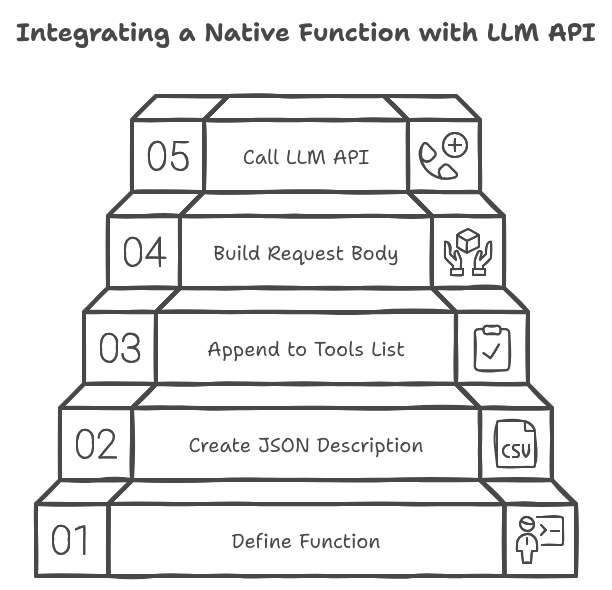 Integrating a Native Function with LLM API
05
Call LLM API
04
Build Request Body
03
Append to Tools List
02
Create JSON Description
CSV
01
Define Function